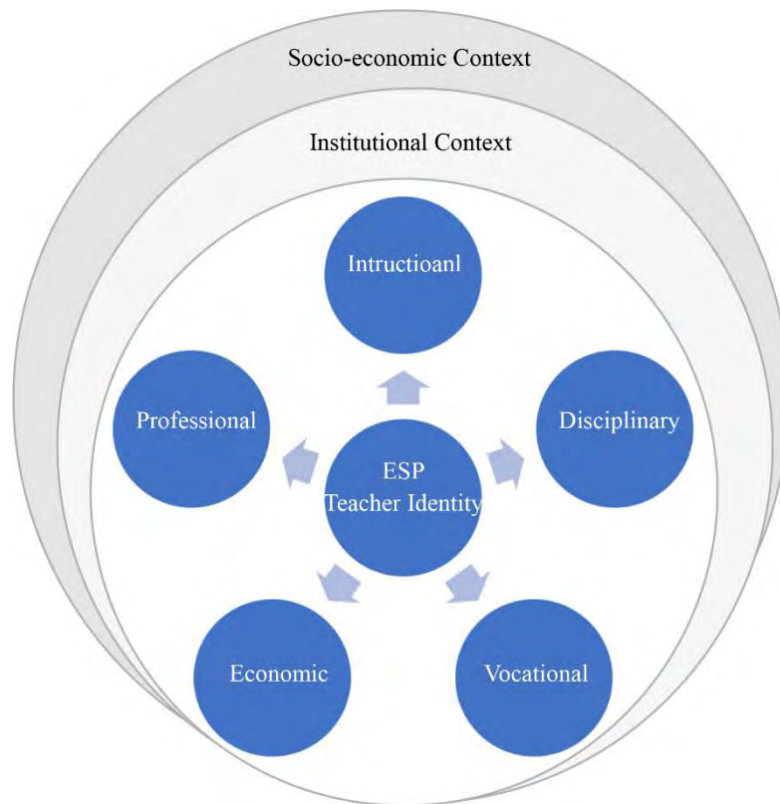 Socio-economic Context
Institutional Context
Intructioanl
Professional
Disciplinary
ESP
Teacher Identity
Economic
Vocational